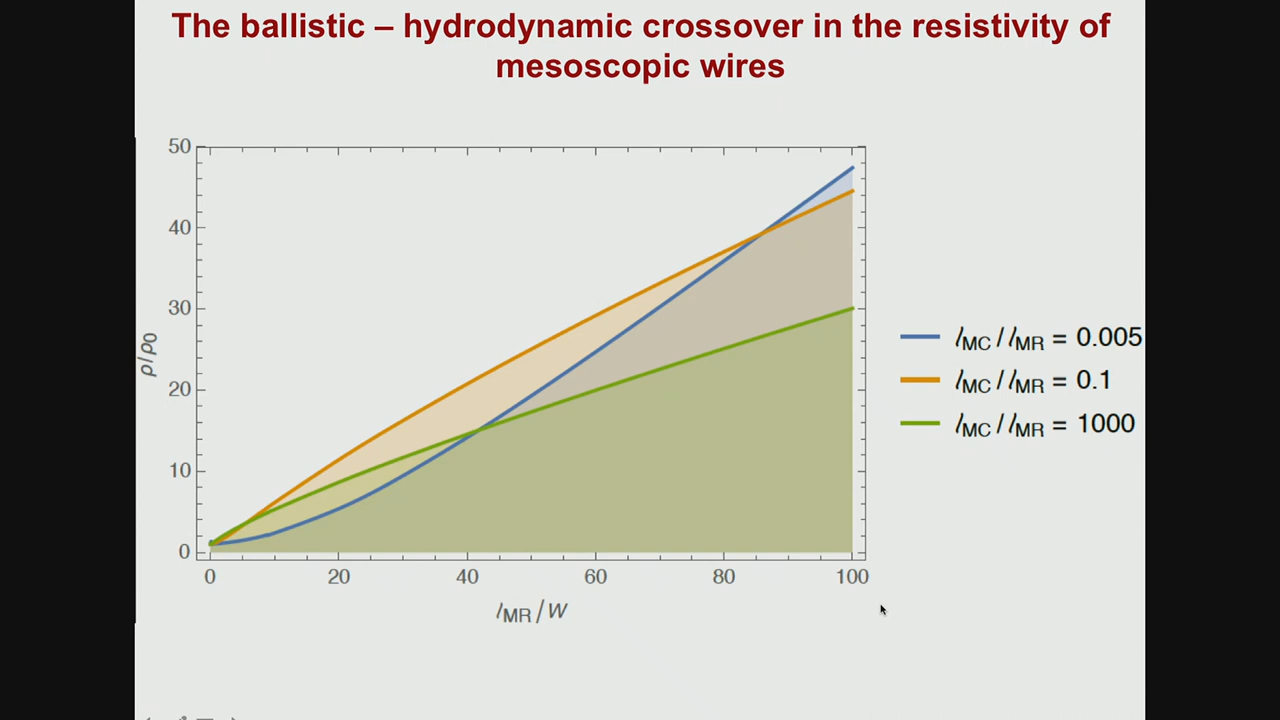 The ballistic – hydrodynamic crossover in the resistivity of
mesoscopic wires
50
40
30
20
10
0
ρ/ρ0
0 20 40 60 80 100
lMR/W
lMC/lMR = 0.005
lMC/lMR = 0.1
lMC/lMR = 1000